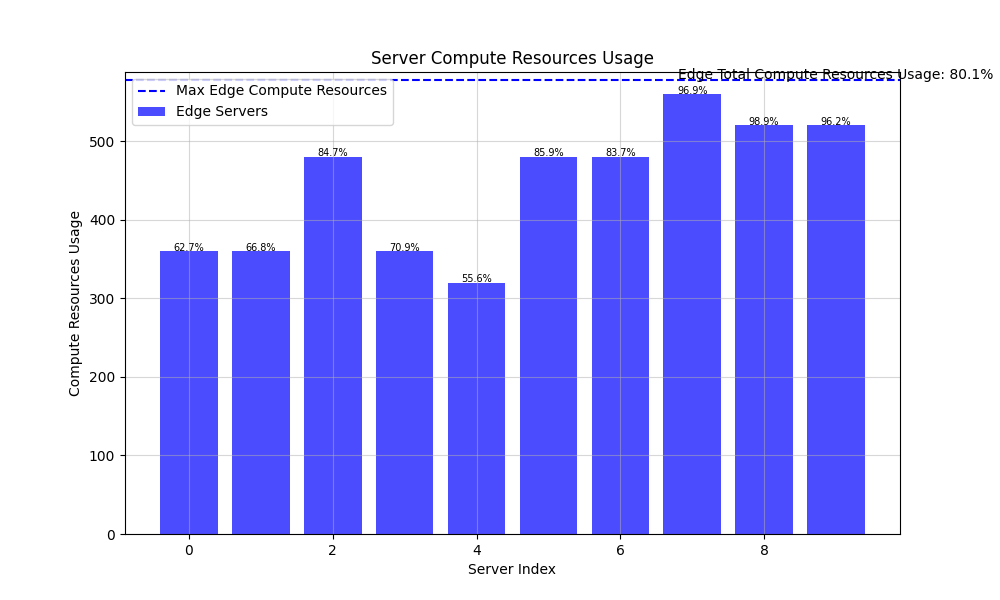 Server Compute Resources Usage
Edge Total Compute Resources Usage: 80.1%
Max Edge Compute Resources
Edge Servers
96.9%
98.9%
96.2%
84.7%
85.9%
83.7%
62.7%
66.8%
70.9%
55.6%
500
400
300
200
100
0
Compute Resources Usage
0 2 4 6 8
Server Index